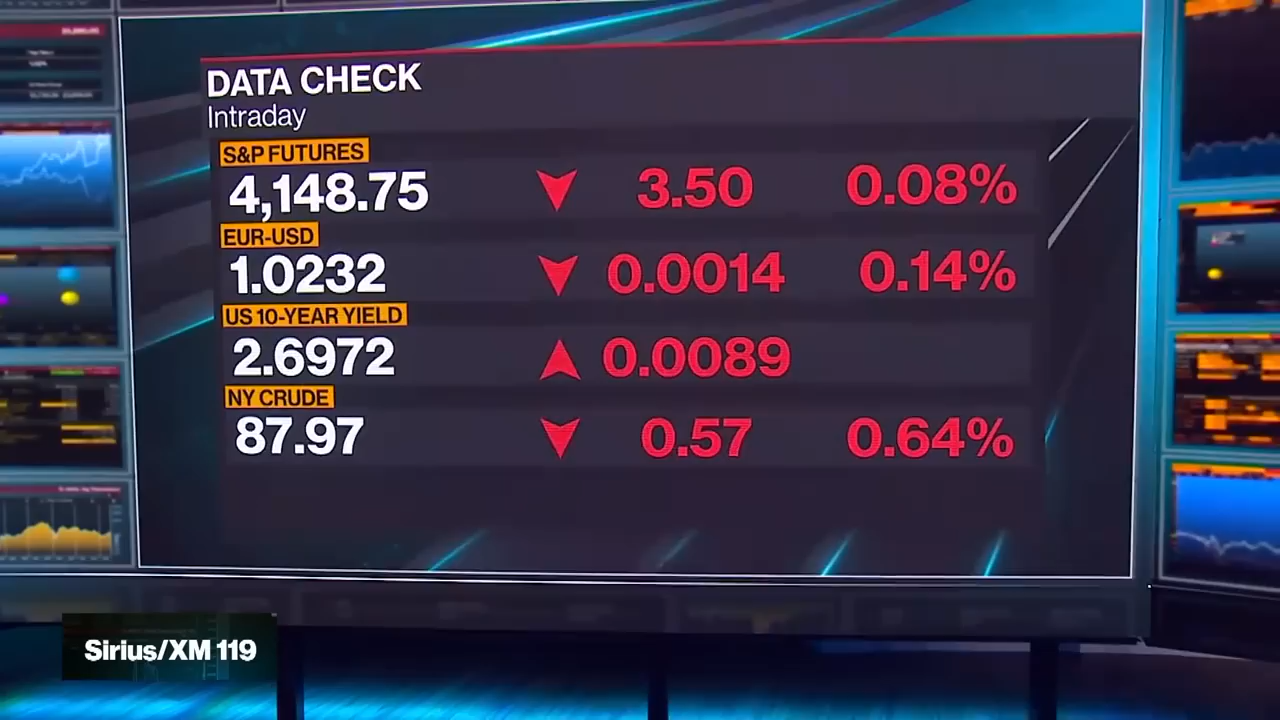 DATA CHECK
Intraday
S&P FUTURES
4,148.75 ▼ 3.50 0.08%
EUR-USD
1.0232 ▼ 0.0014 0.14%
US 10-YEAR YIELD
2.6972 ▲ 0.0089
NY CRUDE
87.97 ▼ 0.57 0.64%
Sirius/XM 119